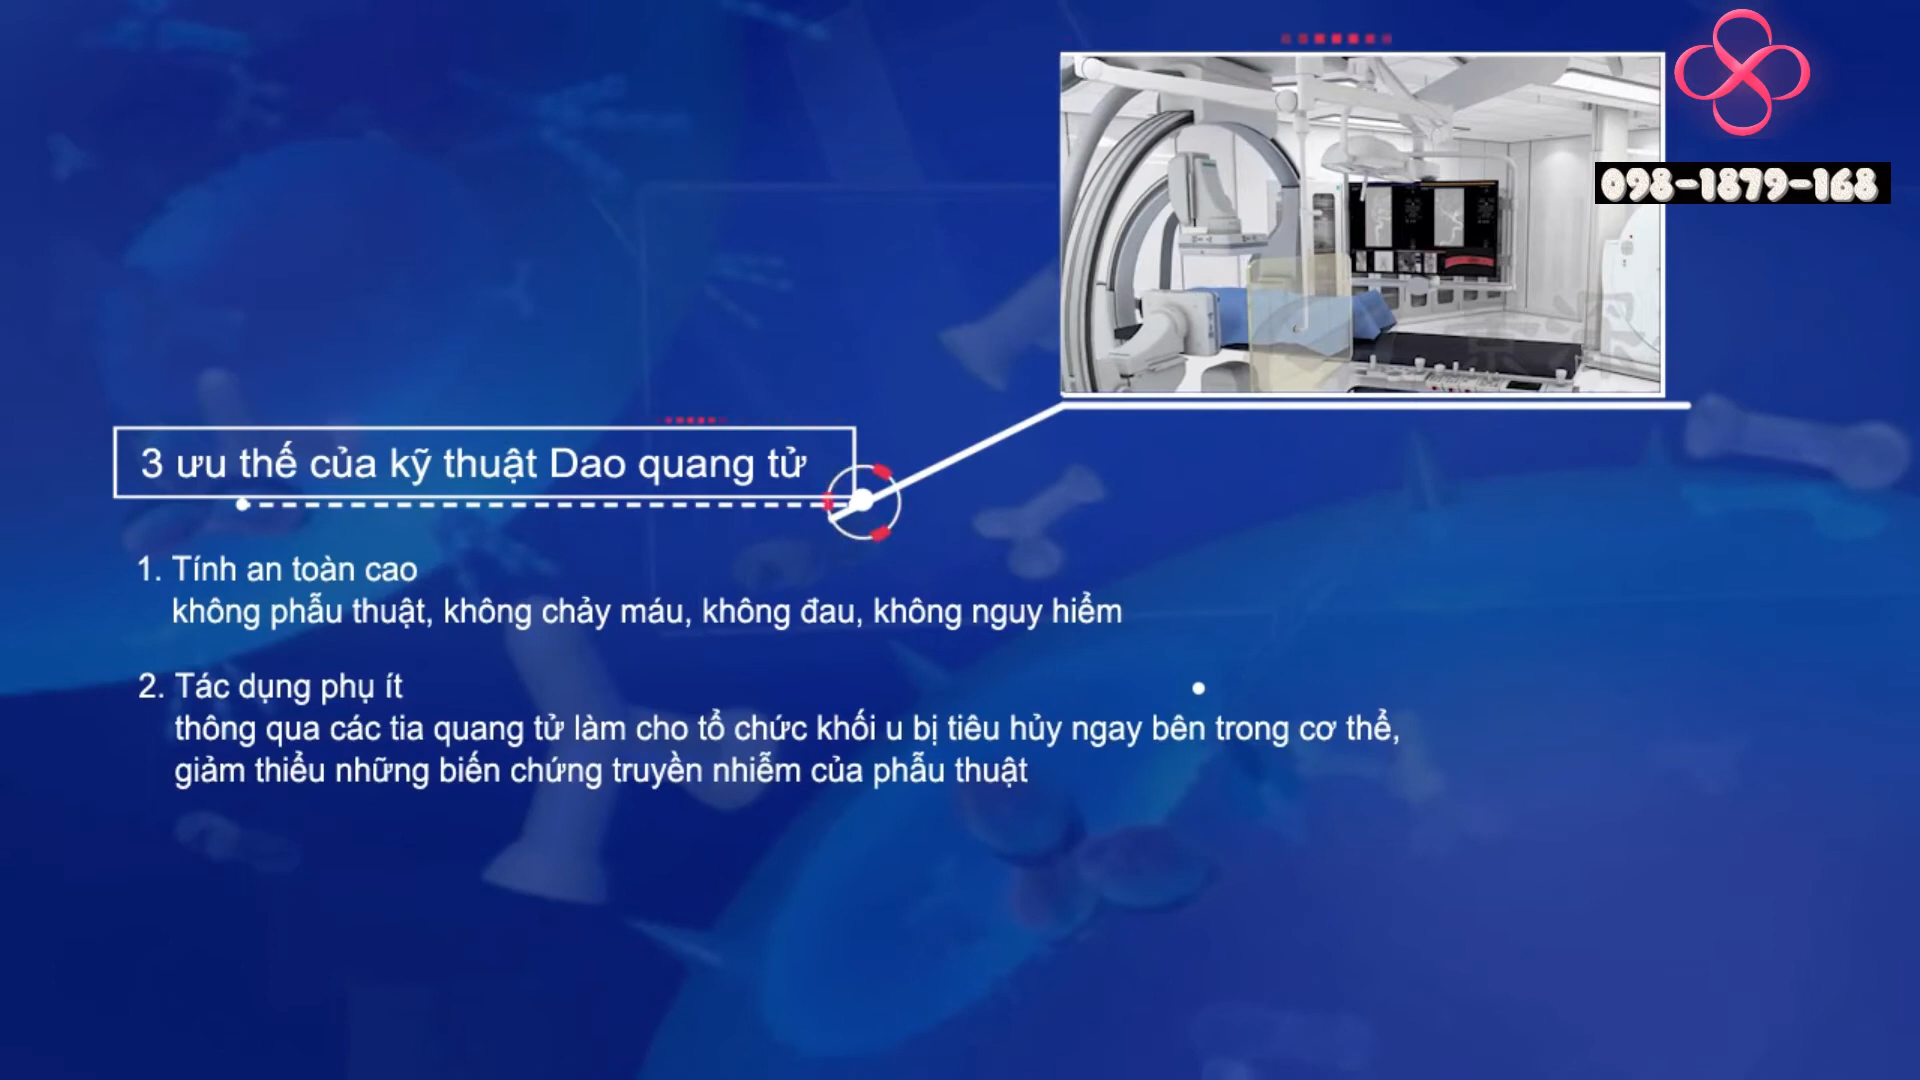 098-1879-168
3 ưu thế của kỹ thuật Dao quang tử
1. Tính an toàn cao
không phẫu thuật, không chảy máu, không đau, không nguy hiểm
2. Tác dụng phụ ít
thông qua các tia quang tử làm cho tổ chức khối u bị tiêu hủy ngay bên trong cơ thể,
giảm thiểu những biến chứng truyền nhiễm của phẫu thuật